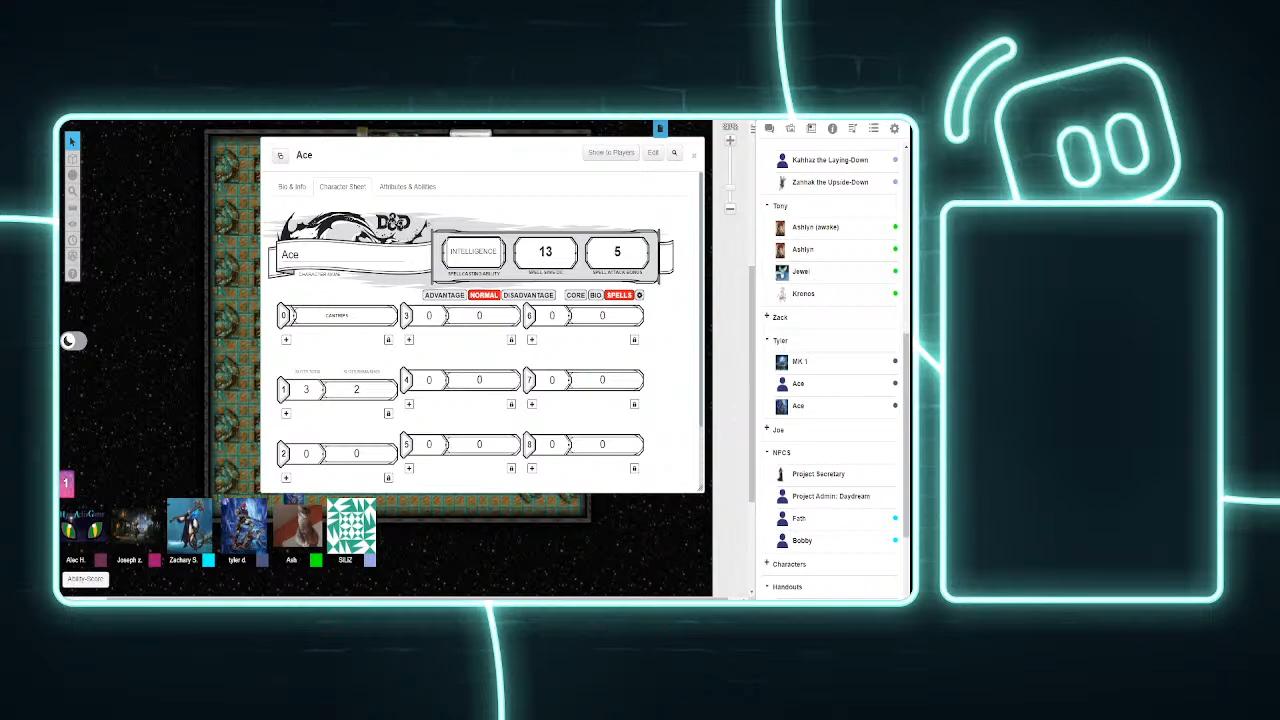 Ace
Show to Players
Edit
Bio & Info
Character Sheet
Attributes & Abilities
D&D
Ace
CHARACTER NAME
INTELLIGENCE
13
5
SPELLCASTING ABILITY
SPELL SAVE DC
SPELL ATTACK BONUS
ADVANTAGE
NORMAL
DISADVANTAGE
CORE
BIO
SPELLS
0
CANTRIPS
3
0
0
6
0
0
SLOTS TOTAL
SLOTS REMAINING
1
3
2
4
0
0
7
0
0
2
0
0
5
0
0
8
0
0
1
Alec H.
Joseph z.
Zachary S.
tyler d.
Ash
SiLIZ
Ability-Score
Kahhaz the Laying-Down
Zahhak the Upside-Down
Tony
Ashlyn (awake)
Ashlyn
Jewel
Kronos
Zack
Tyler
MK 1
Ace
Ace
Joe
NPCS
Project Secretary
Project Admin: Daydream
Fath
Bobby
Characters
Handouts